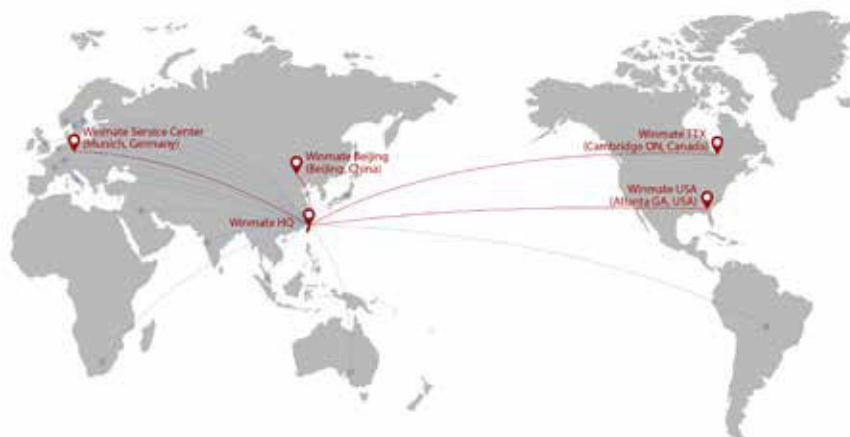 Winmate Service Center
(Munich, Germany)
Winmate Beijing
(Beijing, China)
Winmate HQ
Winmate TTX
(Cambridge ON, Canada)
Winmate USA
(Atlanta GA, USA)